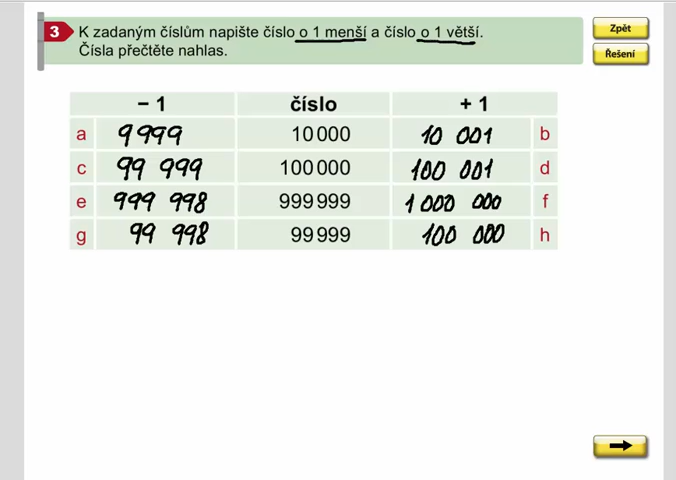 3 K zadaným číslům napište číslo o 1 menší a číslo o 1 větší.
Čísla přečtěte nahlas.
Zpět
Řešení
− 1 číslo + 1
a 9999 10 000 10 001 b
c 99 999 100 000 100 001 d
e 999 998 999 999 1 000 000 f
g 99 998 99 999 100 000 h